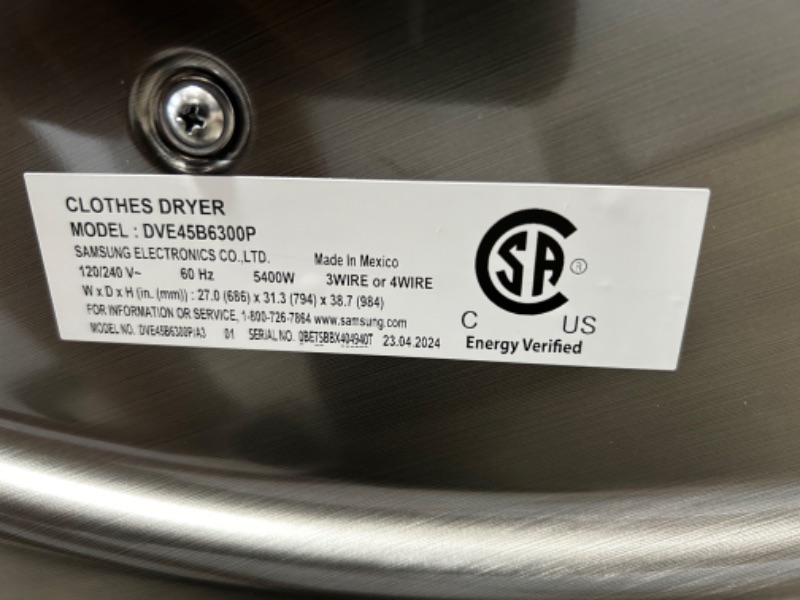 CLOTHES DRYER
MODEL : DVE45B6300P
SAMSUNG ELECTRONICS CO.,LTD. Made In Mexico
120/240 V~ 60 Hz 5400W 3WIRE or 4WIRE
W x D x H (in. (mm)) : 27.0 (686) x 31.3 (794) x 38.7 (984)
FOR INFORMATION OR SERVICE, 1-800-726-7864 www.samsung.com
MODEL NO. DVE45B6300P/A3 01 SERIAL NO. 0BET5BBX404940T 23.04.2024
SA ®
C US
Energy Verified